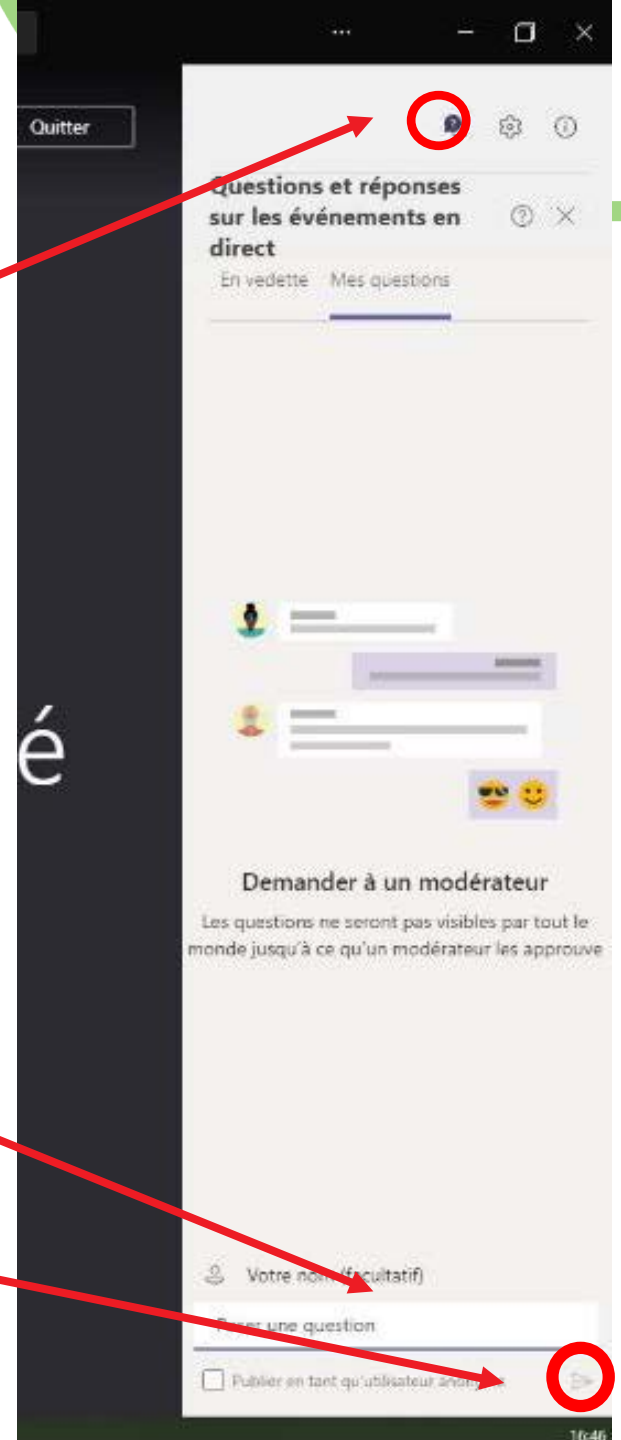 Quitter
Questions et réponses
sur les événements en
direct
En vedette Mes questions
é
Demander à un modérateur
Les questions ne seront pas visibles par tout le
monde jusqu'à ce qu'un modérateur les approuve
Votre nom (facultatif)
Poser une question
Publier en tant qu'utilisateur anonyme
16:46